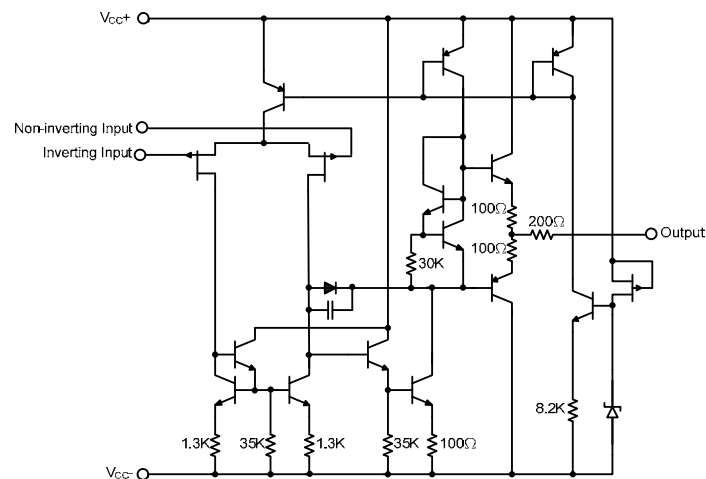 VCC+
Non-inverting Input
Inverting Input
100Ω
200Ω
Output
100Ω
30K
8.2K
1.3K
35K
1.3K
35K
100Ω
VCC-